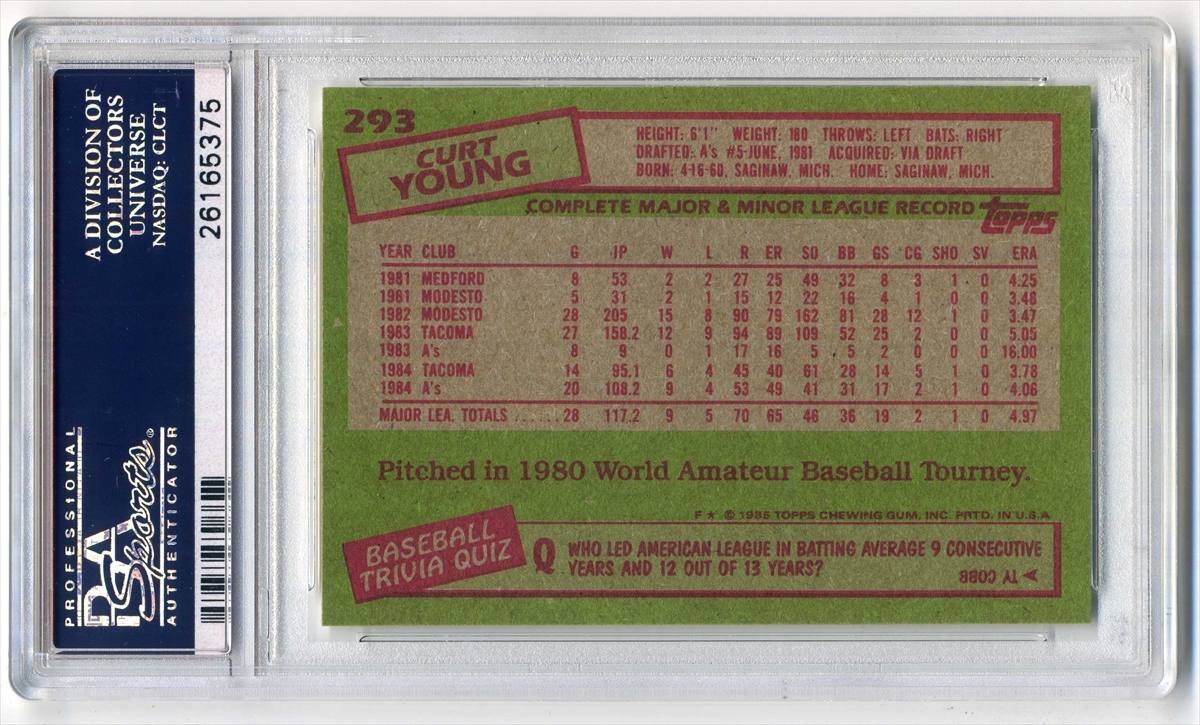 A DIVISION OF
COLLECTORS
UNIVERSE
NASDAQ: CLCT
PROFESSIONAL
PSA
Sports®
AUTHENTICATOR
26165375
293
CURT
YOUNG
HEIGHT: 6'1" WEIGHT: 180 THROWS: LEFT BATS: RIGHT
DRAFTED: A's #5-JUNE, 1981 ACQUIRED: VIA DRAFT
BORN: 4-16-60, SAGINAW, MICH. HOME: SAGINAW, MICH.
COMPLETE MAJOR & MINOR LEAGUE RECORD
TOPPS
YEAR CLUB G IP W L R ER SO BB GS CG SHO SV ERA
1981 MEDFORD 8 53 2 2 27 25 49 32 8 3 1 0 4.25
1981 MODESTO 5 31 2 1 15 12 22 16 4 1 0 0 3.48
1982 MODESTO 28 205 15 8 90 79 162 81 28 12 1 0 3.47
1983 TACOMA 27 158.2 12 9 94 89 109 52 25 2 0 0 5.05
1983 A's 8 9 0 1 17 16 5 5 2 0 0 0 16.00
1984 TACOMA 14 95.1 6 4 45 40 61 28 14 5 1 0 3.78
1984 A's 20 108.2 9 4 53 49 41 31 17 2 1 0 4.06
MAJOR LEA. TOTALS ...... 28 117.2 9 5 70 65 46 36 19 2 1 0 4.97
Pitched in 1980 World Amateur Baseball Tourney.
F ★ © 1985 TOPPS CHEWING GUM, INC. PRTD. IN U.S.A
BASEBALL
TRIVIA QUIZ
Q WHO LED AMERICAN LEAGUE IN BATTING AVERAGE 9 CONSECUTIVE
YEARS AND 12 OUT OF 13 YEARS?
TY COBB